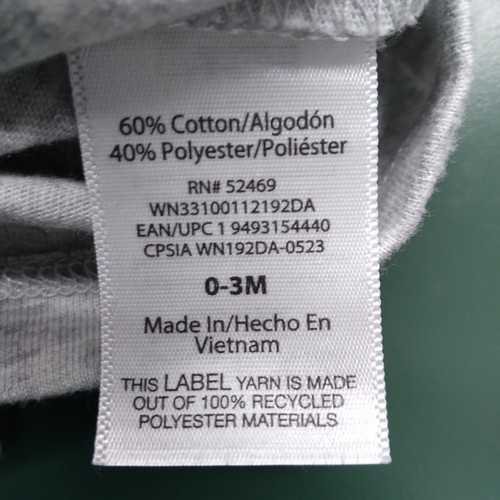 60% Cotton/Algodón
40% Polyester/Poliéster
RN# 52469
WN33100112192DA
EAN/UPC 1 9493154440
CPSIA WN192DA-0523
0-3M
Made In/Hecho En
Vietnam
THIS LABEL YARN IS MADE
OUT OF 100% RECYCLED
POLYESTER MATERIALS